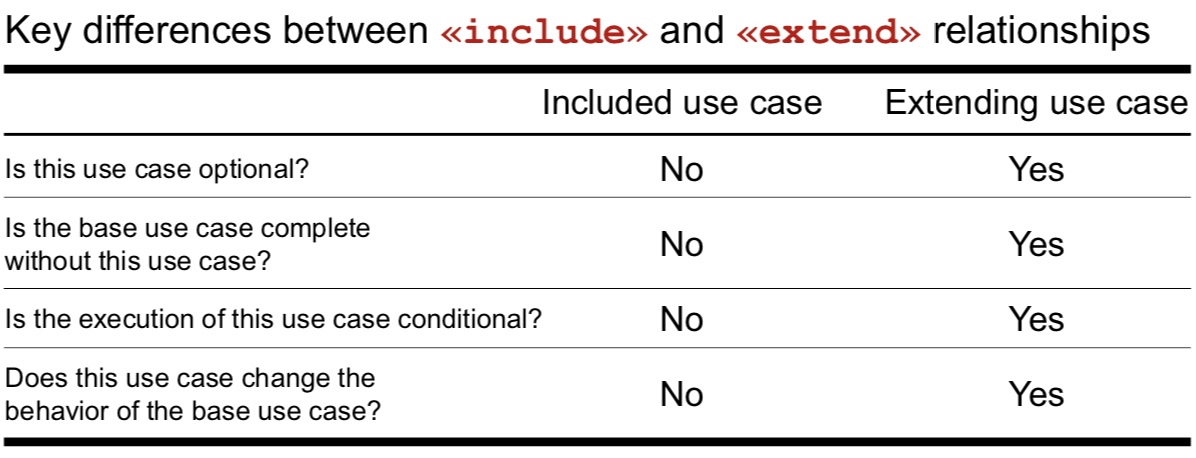 Key differences between «include» and «extend» relationships
Included use case Extending use case
Is this use case optional? No Yes
Is the base use case complete
without this use case? No Yes
Is the execution of this use case conditional? No Yes
Does this use case change the
behavior of the base use case? No Yes